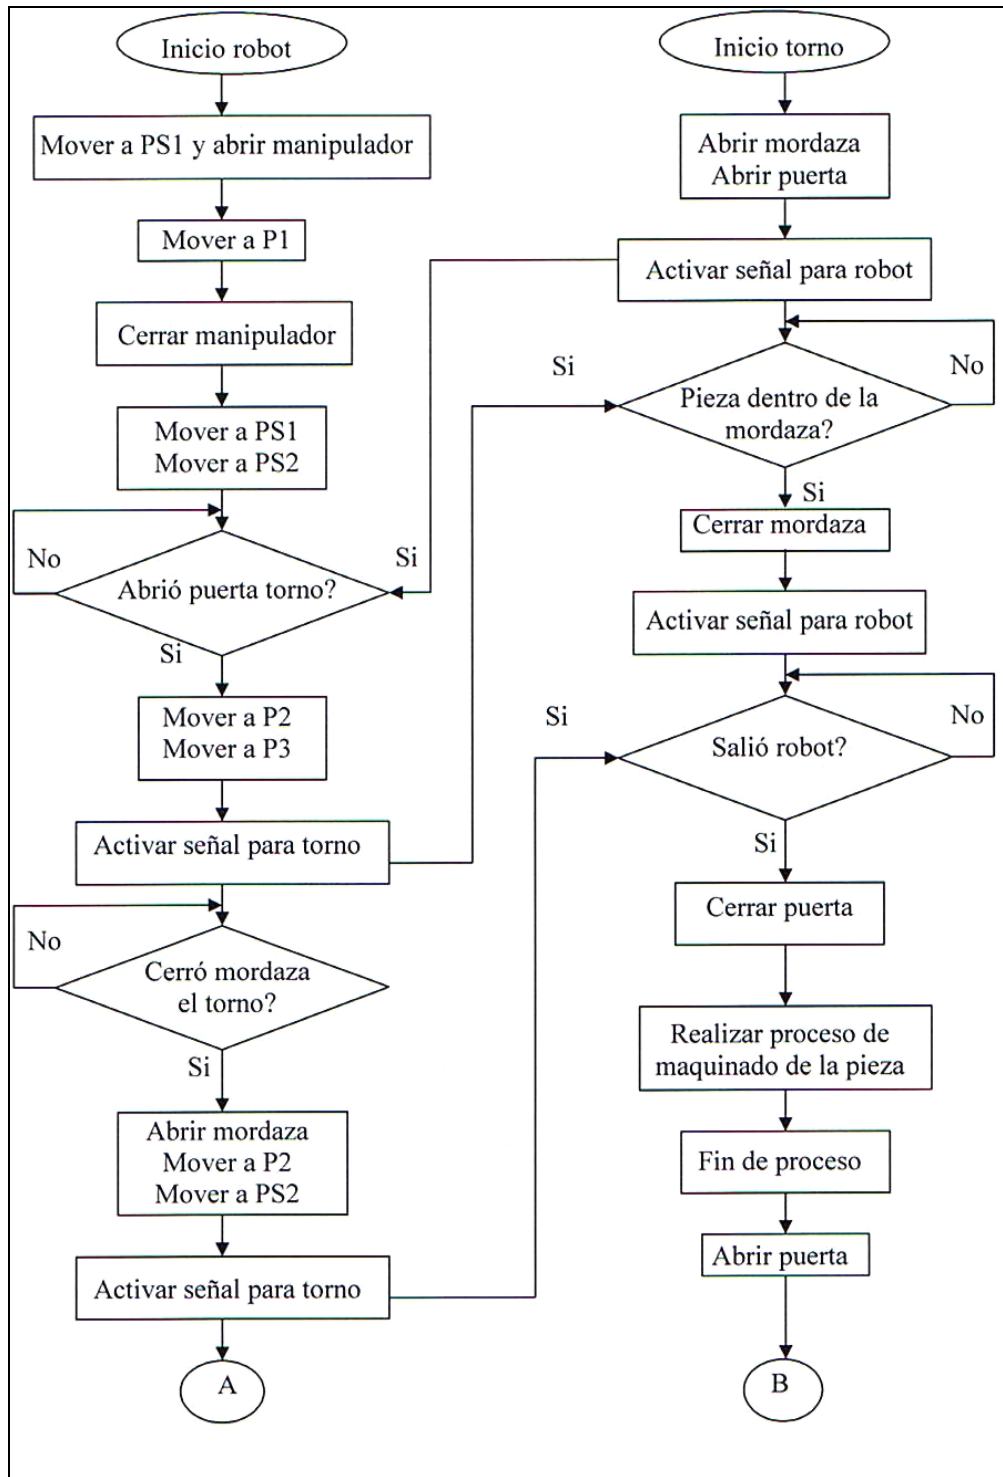 Inicio robot
Mover a PS1 y abrir manipulador
Mover a P1
Cerrar manipulador
Mover a PS1
Mover a PS2
No
Si
Abrió puerta torno?
Si
Mover a P2
Mover a P3
Activar señal para torno
No
Cerró mordaza
el torno?
Si
Abrir mordaza
Mover a P2
Mover a PS2
Activar señal para torno
A
Inicio torno
Abrir mordaza
Abrir puerta
Activar señal para robot
Si
No
Pieza dentro de la
mordaza?
Si
Cerrar mordaza
Activar señal para robot
Si
No
Salió robot?
Si
Cerrar puerta
Realizar proceso de
maquinado de la pieza
Fin de proceso
Abrir puerta
B